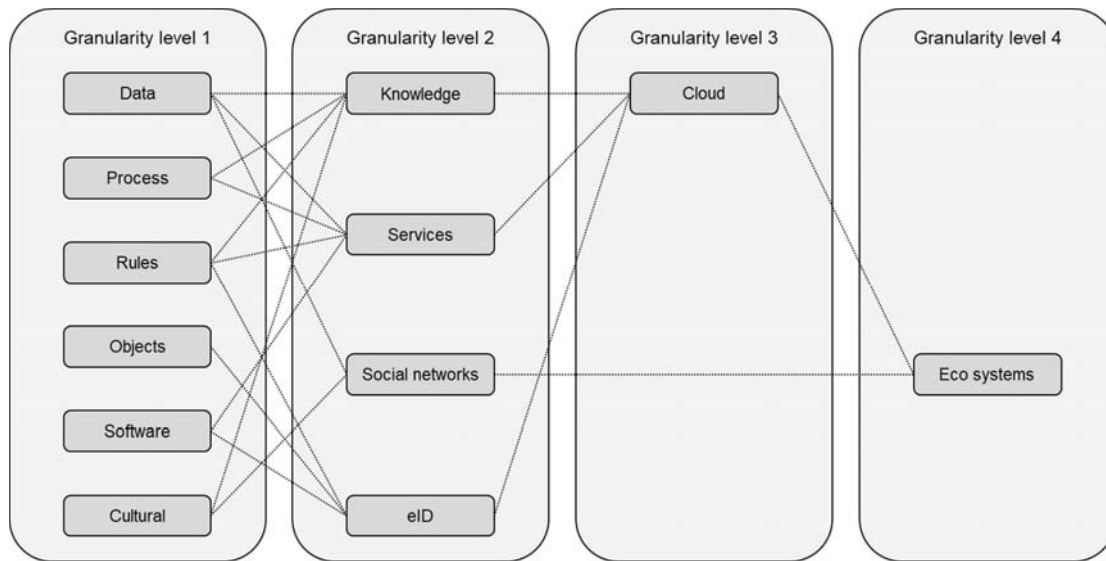 Granularity level 1
Data
Process
Rules
Objects
Software
Cultural
Granularity level 2
Knowledge
Services
Social networks
eID
Granularity level 3
Cloud
Granularity level 4
Eco systems